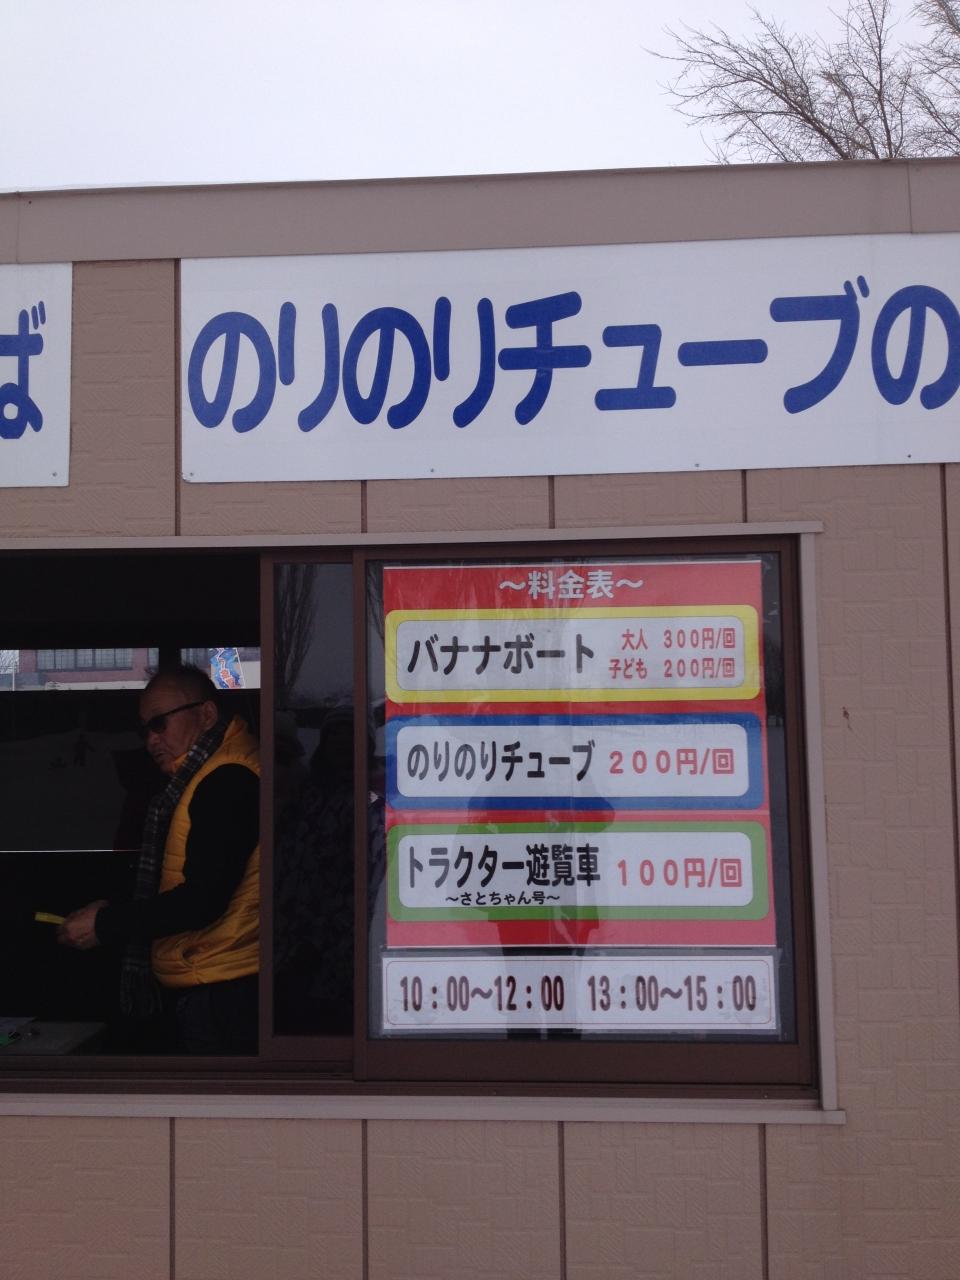 ば
のりのりチューブの
～料金表～
バナナボート 大人 300円/回
子ども 200円/回
のりのりチューブ 200円/回
トラクター遊覧車 100円/回
～さとちゃん号～
10:00～12:00 13:00～15:00